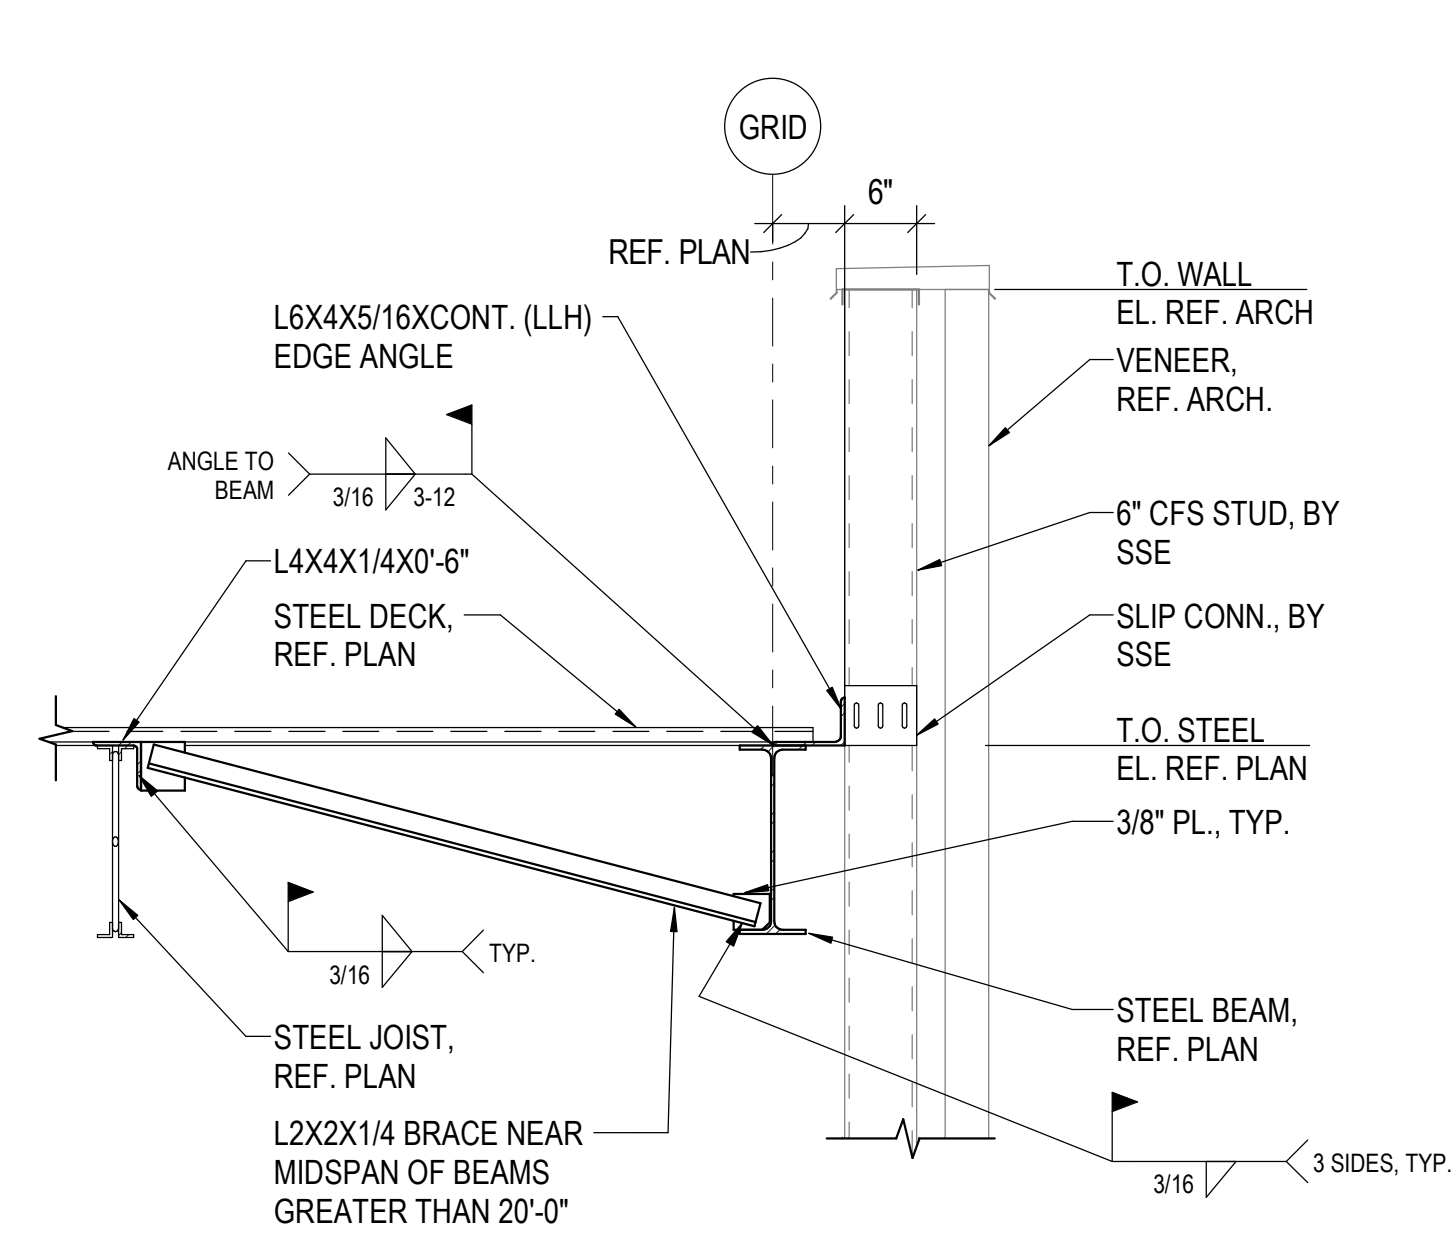 GRID
6"
REF. PLAN
T.O. WALL
EL. REF. ARCH
L6X4X5/16XCONT. (LLH)
EDGE ANGLE
VENEER,
REF. ARCH.
ANGLE TO
BEAM
3/16
3-12
6" CFS STUD, BY
SSE
L4X4X1/4X0'-6"
STEEL DECK,
REF. PLAN
SLIP CONN., BY
SSE
T.O. STEEL
EL. REF. PLAN
3/8" PL., TYP.
3/16
TYP.
STEEL JOIST,
REF. PLAN
STEEL BEAM,
REF. PLAN
L2X2X1/4 BRACE NEAR
MIDSPAN OF BEAMS
GREATER THAN 20'-0"
3/16
3 SIDES, TYP.